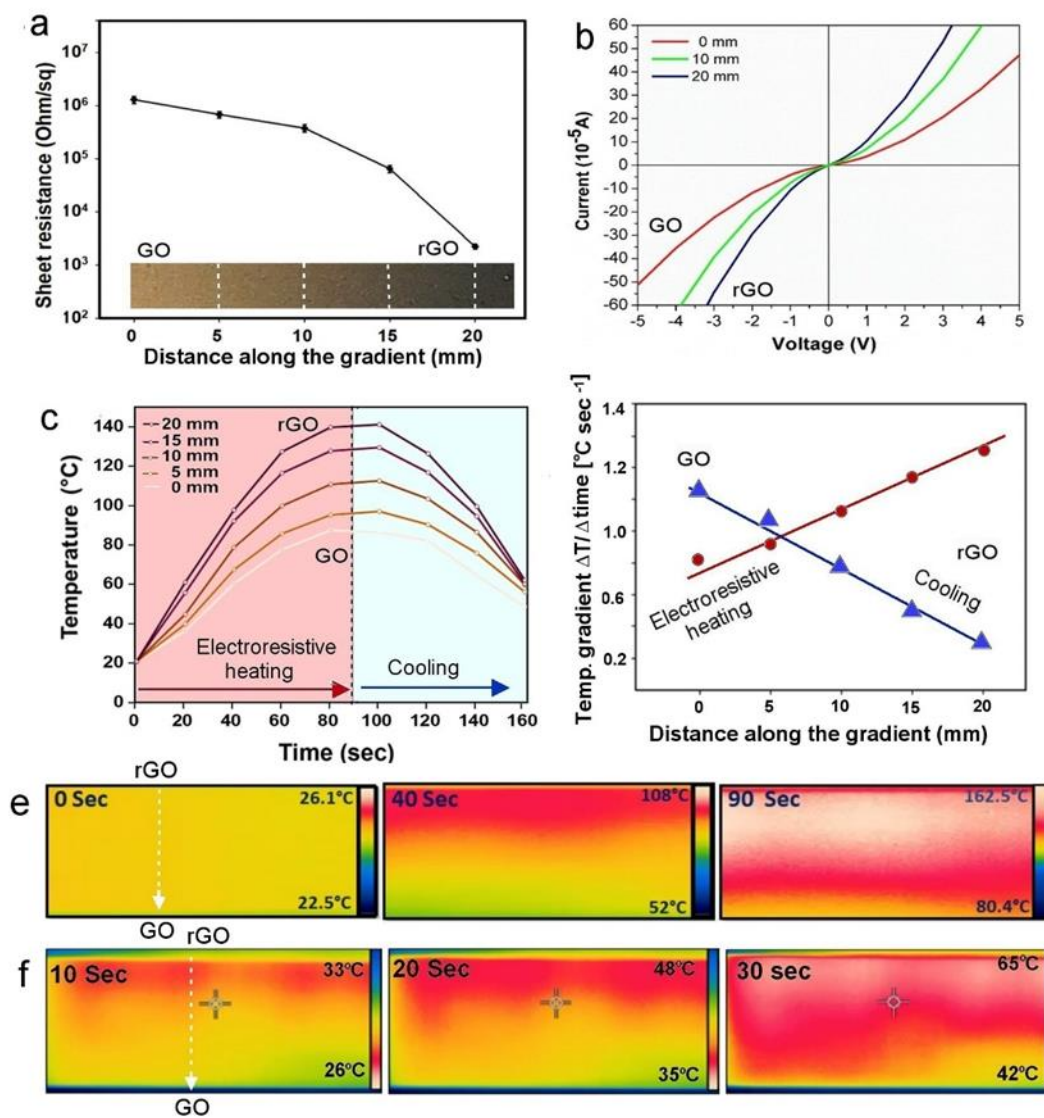 a
Sheet resistance (Ohm/sq)
10⁷
10⁶
10⁵
10⁴
10³
10²
GO
rGO
0 5 10 15 20
Distance along the gradient (mm)
b
Current (10⁻⁵A)
60
50
40
30
20
10
0
-10
-20
-30
-40
-50
-60
0 mm
10 mm
20 mm
GO
rGO
-5 -4 -3 -2 -1 0 1 2 3 4 5
Voltage (V)
c
Temperature (°C)
140
120
100
80
60
40
20
0
20 mm
15 mm
10 mm
5 mm
0 mm
rGO
GO
Electroresistive
heating
Cooling
0 20 40 60 80 100 120 140 160
Time (sec)
Temp. gradient ΔT/Δtime [°C sec⁻¹]
1.4
1.2
1.0
0.6
0.2
GO
rGO
Electroresistive
heating
Cooling
0 5 10 15 20
Distance along the gradient (mm)
e
rGO
0 Sec
26.1°C
22.5°C
GO
40 Sec
108°C
52°C
90 Sec
162.5°C
80.4°C
f
rGO
10 Sec
33°C
26°C
GO
20 Sec
48°C
35°C
30 sec
65°C
42°C